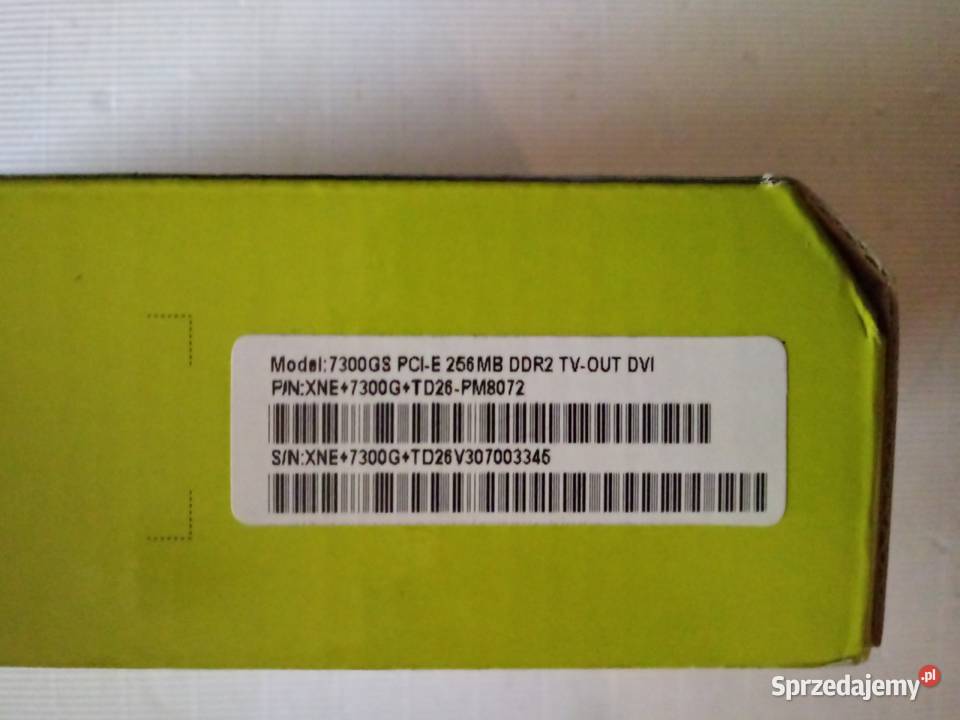 Model:7300GS PCI-E 256MB DDR2 TV-OUT DVI
P/N:XNE+7300G+TD26-PM8072
S/N:XNE+7300G+TD26V307003345
Sprzedajemy.pl